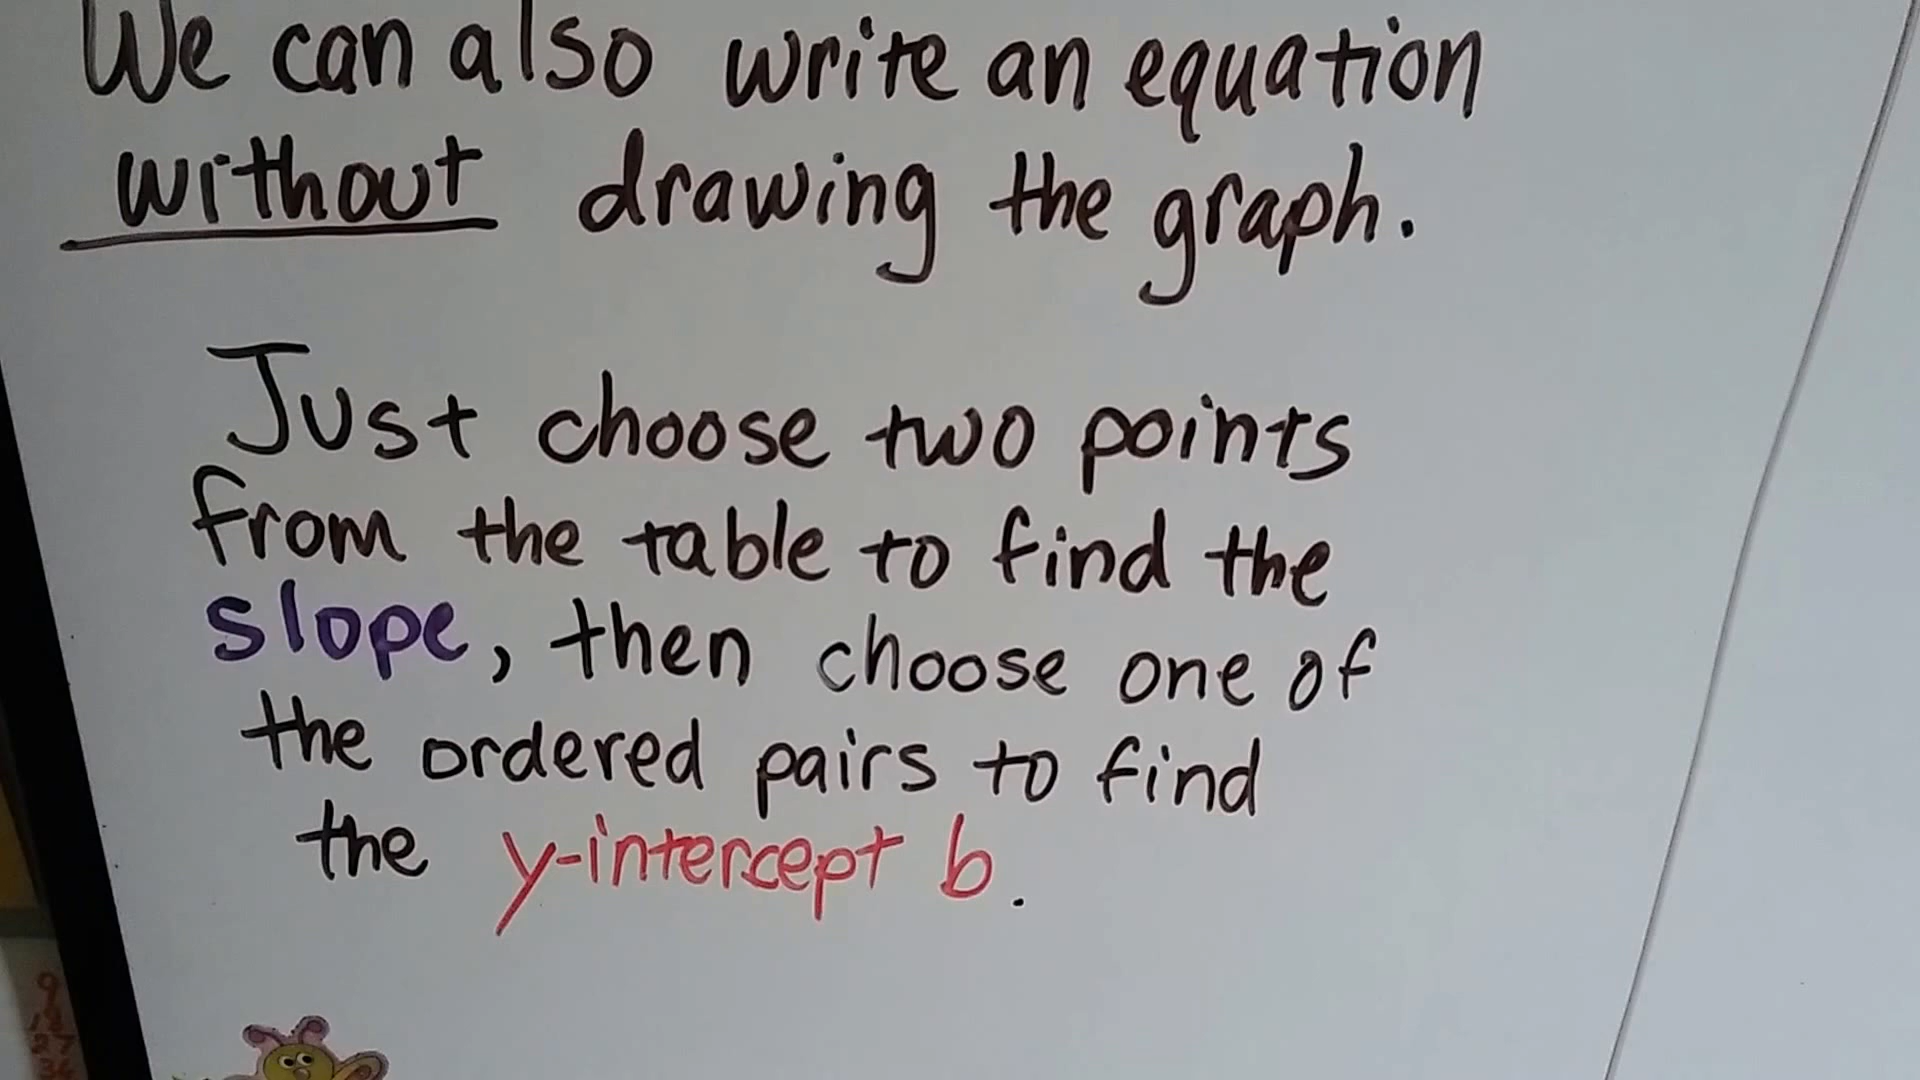 We can also write an equation
without drawing the graph.
Just choose two points
from the table to find the
slope, then choose one of
the ordered pairs to find
the y-intercept b.